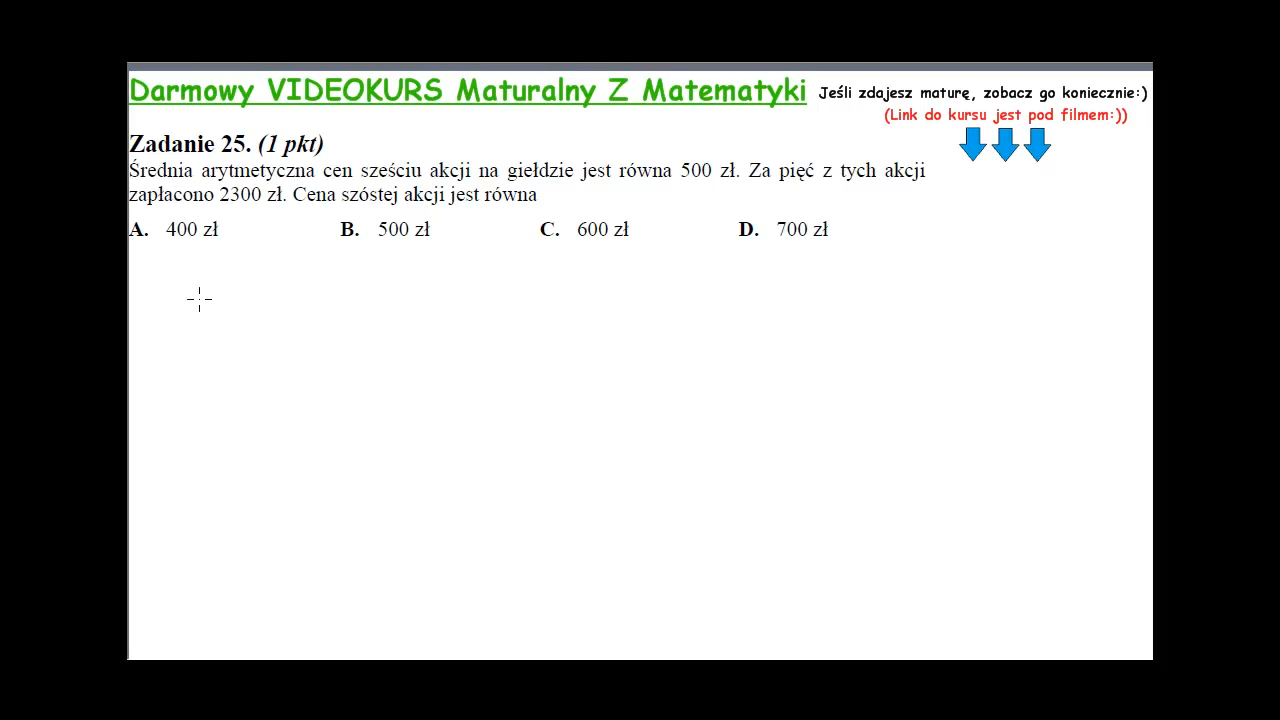 Darmowy VIDEOKURS Maturalny Z Matematyki Jeśli zdajesz maturę, zobacz go koniecznie:)
(Link do kursu jest pod filmem:))
Zadanie 25. (1 pkt)
Średnia arytmetyczna cen sześciu akcji na giełdzie jest równa 500 zł. Za pięć z tych akcji
zapłacono 2300 zł. Cena szóstej akcji jest równa
A. 400 zł B. 500 zł C. 600 zł D. 700 zł